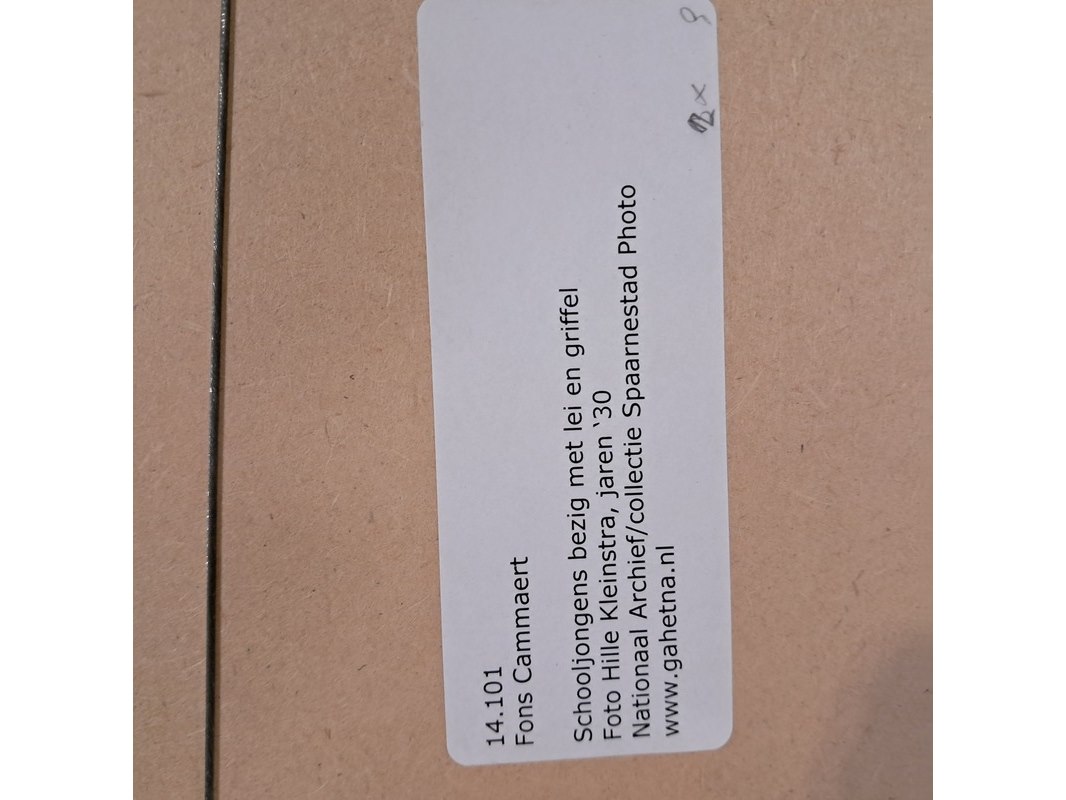 14.101
Fons Cammaert
Schooljongens bezig met lei en griffel
Foto Hille Kleinstra, jaren ‘30
Nationaal Archief/collectie Spaarnestad Photo
www.gahetna.nl